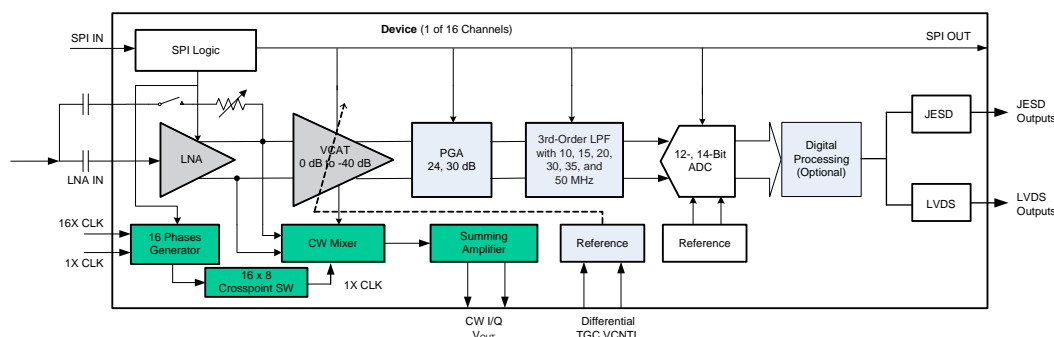 Device (1 of 16 Channels)
SPI IN
SPI Logic
SPI OUT
LNA
VCAT
0 dB to -40 dB
PGA
24, 30 dB
3rd-Order LPF
with 10, 15, 20,
30, 35, and
50 MHz
12-, 14-Bit
ADC
Digital
Processing
(Optional)
JESD
JESD
Outputs
LVDS
LVDS
Outputs
LNA IN
16X CLK
1X CLK
16 Phases
Generator
CW Mixer
Summing
Amplifier
Reference
Reference
16 x 8
Crosspoint SW
1X CLK
CW I/Q
VOUT
Differential
TGC VCNTL